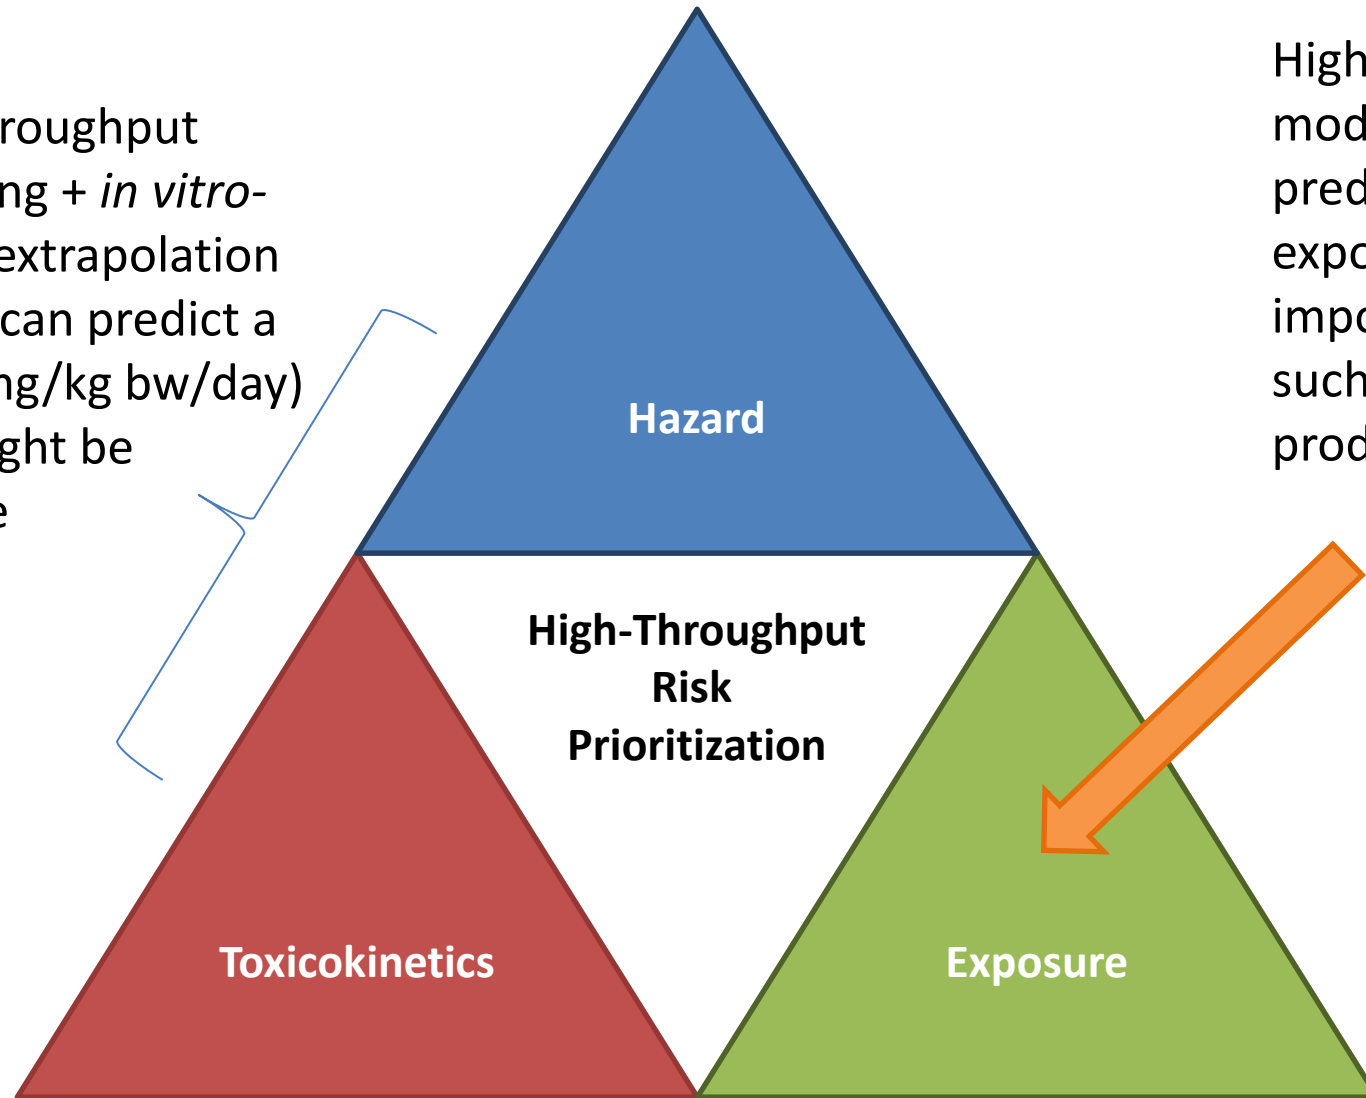 roughput
ng + in vitro-
extrapolation
can predict a
ng/kg bw/day)
ght be
e
High
mod
pred
expo
impo
such
prod
Hazard
High-Throughput
Risk
Prioritization
Toxicokinetics
Exposure